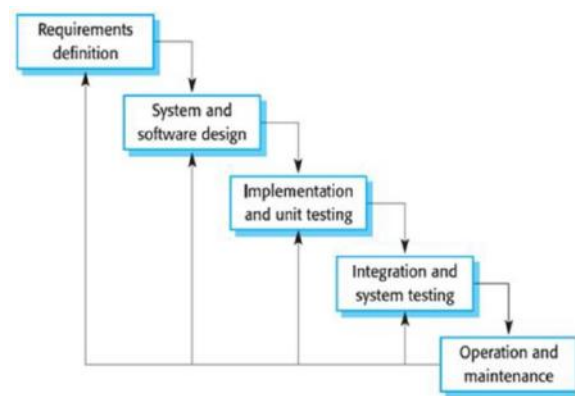 Requirements
definition
System and
software design
Implementation
and unit testing
Integration and
system testing
Operation and
maintenance